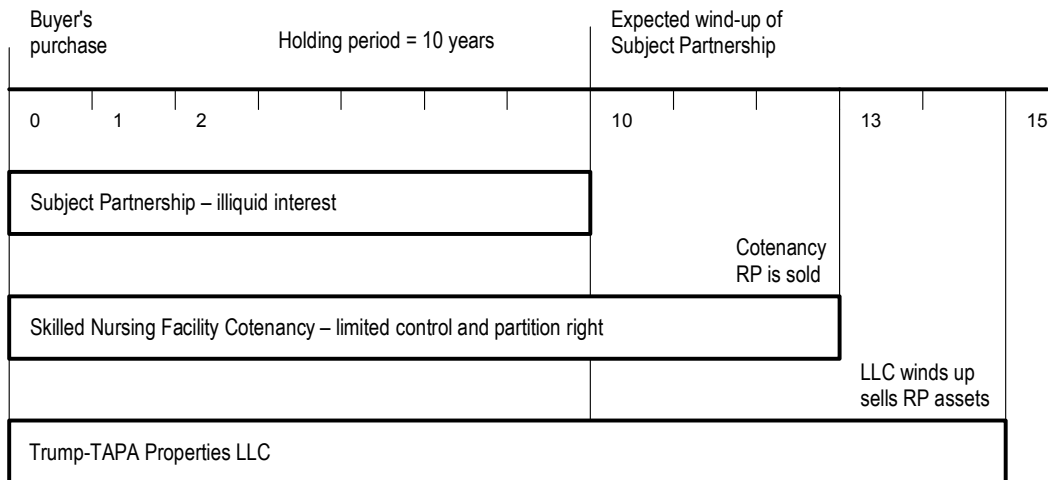 Buyer's
purchase
Holding period = 10 years
Expected wind-up of
Subject Partnership
0 1 2 10 13 15
Subject Partnership – illiquid interest
Cotenancy
RP is sold
Skilled Nursing Facility Cotenancy – limited control and partition right
LLC winds up
sells RP assets
Trump-TAPA Properties LLC